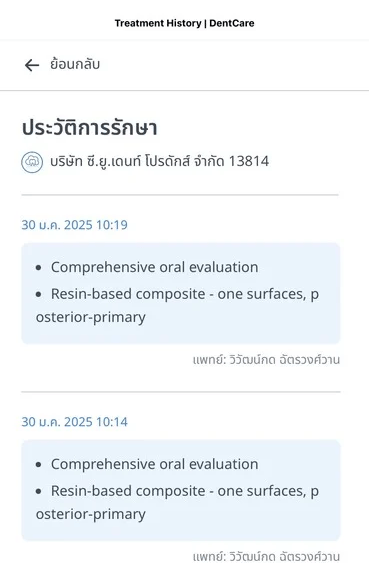 Treatment History | DentCare
ย้อนกลับ
ประวัติการรักษา
บริษัท ซี.ยู.เดนท์ โปรดักส์ จำกัด 13814
30 ม.ค. 2025 10:19
• Comprehensive oral evaluation
• Resin-based composite - one surfaces, p
osterior-primary
แพทย์: วิวัฒน์กด ฉัตรวงศ์วาน
30 ม.ค. 2025 10:14
• Comprehensive oral evaluation
• Resin-based composite - one surfaces, p
osterior-primary
แพทย์: วิวัฒน์กด ฉัตรวงศ์วาน